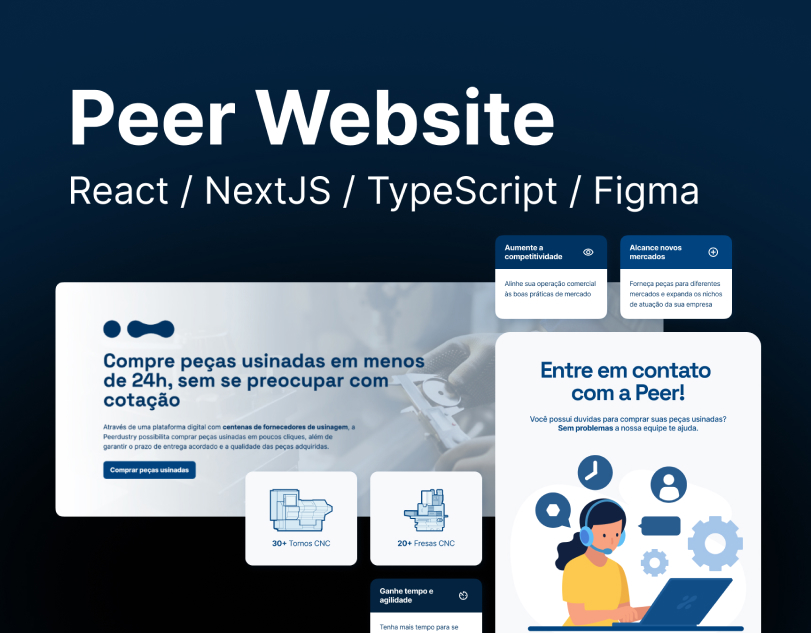 Peer Website
React / NextJS / TypeScript / Figma
Aumente a
competitividade
Alinhe sua operação comercial
às boas práticas de mercado
Alcance novos
mercados
Forneça peças para diferentes
mercados e expanda os nichos
de atuação da sua empresa
Compre peças usinadas em menos
de 24h, sem se preocupar com
cotação
Através de uma plataforma digital com centenas de fornecedores de usinagem, a
Peerdustry possibilita comprar peças usinadas em poucos cliques, além de
garantir o prazo de entrega acordado e a qualidade das peças adquiridas.
Comprar peças usinadas
30+ Tornos CNC
20+ Fresas CNC
Ganhe tempo e
agilidade
Tenha mais tempo para se
Entre em contato
com a Peer!
Você possui duvidas para comprar suas peças usinadas?
Sem problemas a nossa equipe te ajuda.